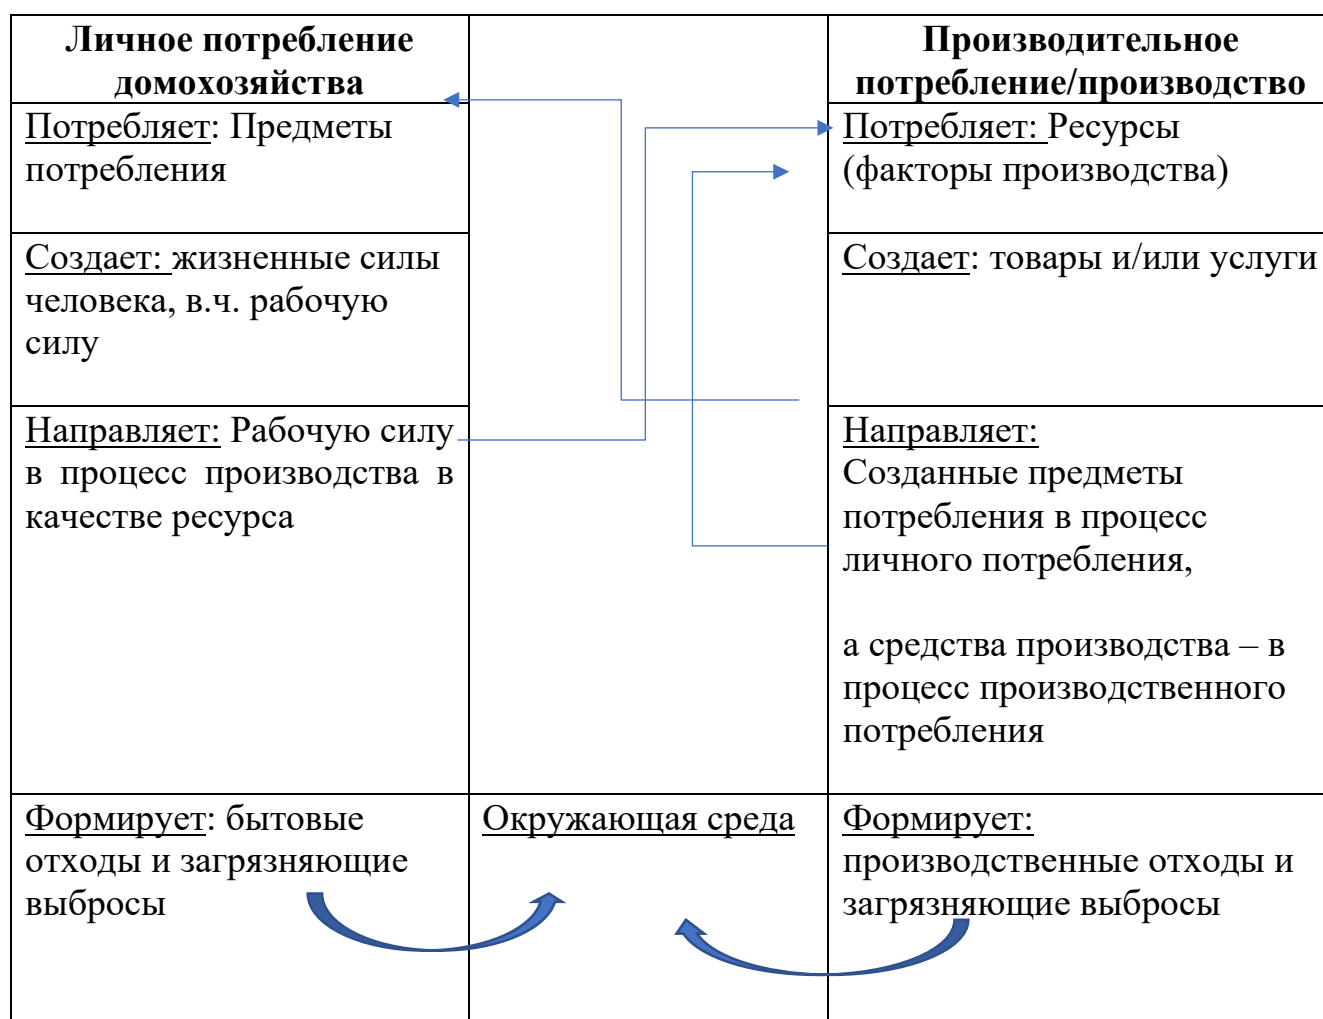 Личное потребление
домохозяйства
Производительное
потребление/производство
Потребляет: Предметы
потребления
Потребляет: Ресурсы
(факторы производства)
Создает: жизненные силы
человека, в.ч. рабочую
силу
Создает: товары и/или услуги
Направляет: Рабочую силу
в процесс производства в
качестве ресурса
Направляет:
Созданные предметы
потребления в процесс
личного потребления,
а средства производства – в
процесс производственного
потребления
Формирует: бытовые
отходы и загрязняющие
выбросы
Окружающая среда
Формирует:
производственные отходы и
загрязняющие выбросы